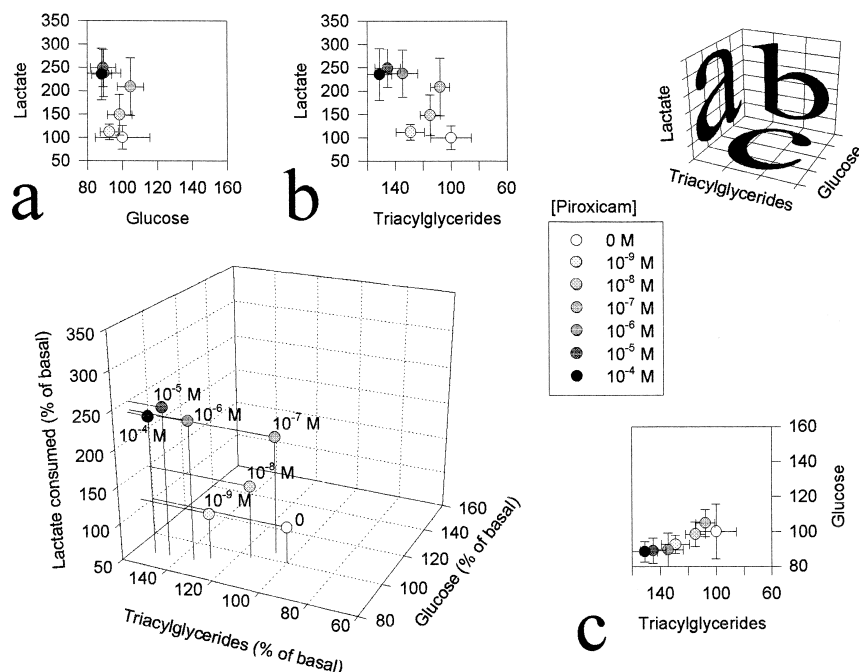 350
300
250
200
150
100
50
Lactate
80 100 120 140 160
Glucose
a
350
300
250
200
150
100
50
Lactate
140 100 60
Triacylglycerides
b
a b c
Lactate
Triacylglycerides
Glucose
[Piroxicam]
0 M
10⁻⁹ M
10⁻⁸ M
10⁻⁷ M
10⁻⁶ M
10⁻⁵ M
10⁻⁴ M
350
300
250
200
150
100
50
Lactate consumed (% of basal)
10⁻⁵ M
10⁻⁴ M
10⁻⁶ M
10⁻⁷ M
10⁻⁸ M
10⁻⁹ M
0
140 120 100 80 60
Triacylglycerides (% of basal)
160
140
120
100
80
Glucose (% of basal)
160
140
120
100
80
Glucose
140 100 60
Triacylglycerides
c